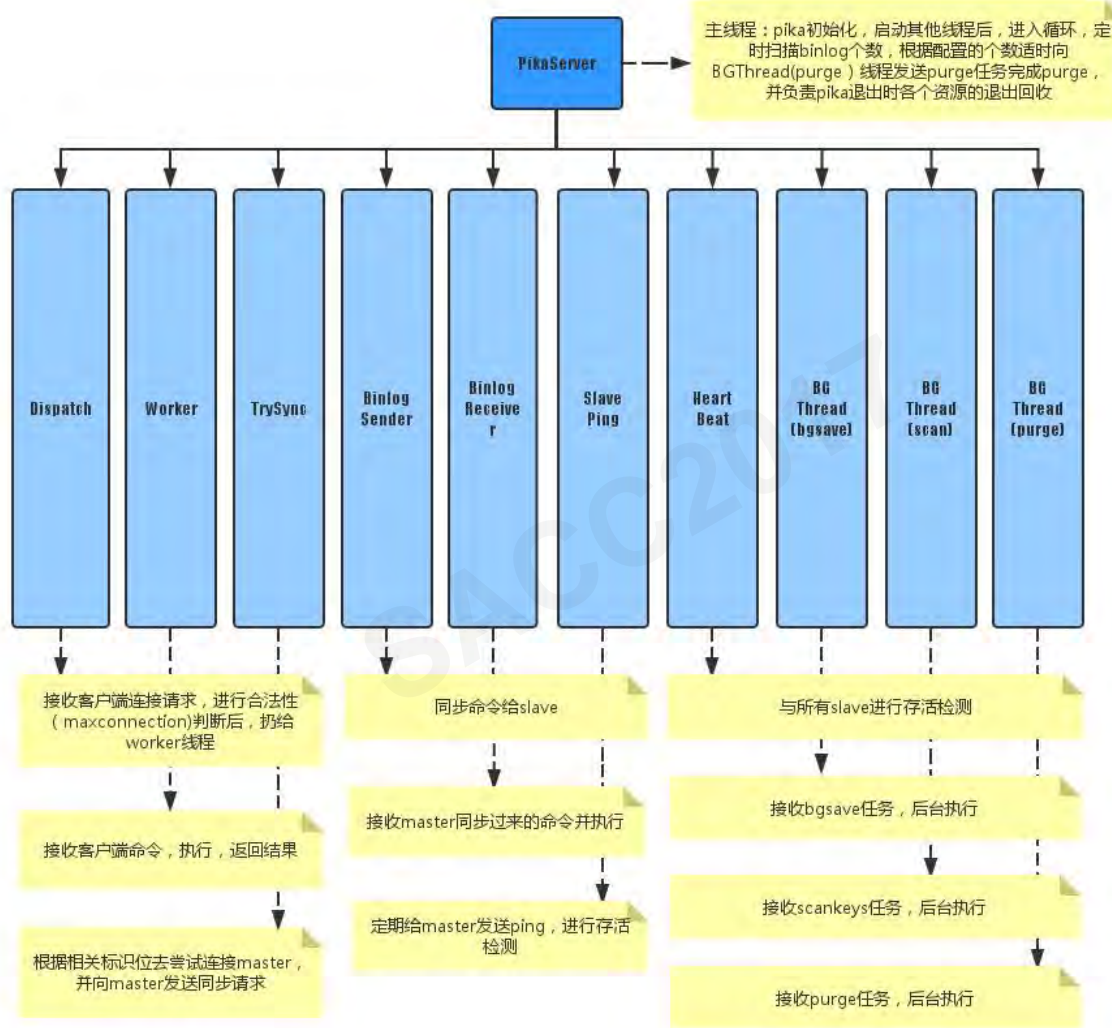 PikaServer
主线程：pika初始化，启动其他线程后，进入循环，定
时扫描binlog个数，根据配置的个数适时向
BGThread(purge）线程发送purge任务完成purge，
并负责pika退出时各个资源的退出回收
Dispatch
Worker
TrySync
Binlog
Sender
Binlog
Receive
r
Slave
Ping
Heart
Beat
BG
Thread
(bgsave)
BG
Thread
(scan)
BG
Thread
(purge)
SACC2017
接收客户端连接请求，进行合法性
（maxconnection)判断后，扔给
worker线程
同步命令给slave
与所有slave进行存活检测
接收客户端命令，执行，返回结果
接收master同步过来的命令并执行
接收bgsave任务，后台执行
根据相关标识位去尝试连接master，
并向master发送同步请求
定期给master发送ping，进行存活
检测
接收scankeys任务，后台执行
接收purge任务，后台执行